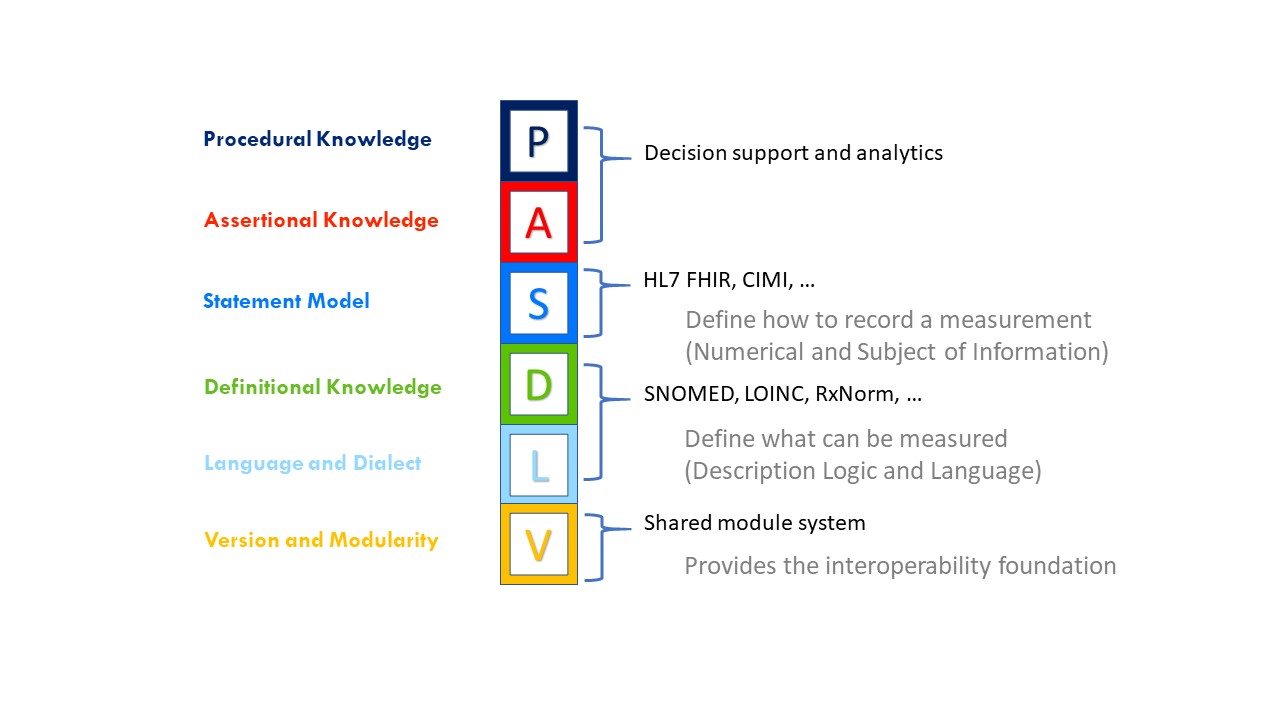 Procedural Knowledge
P
Decision support and analytics
Assertional Knowledge
A
Statement Model
S
HL7 FHIR, CIMI, ...
Define how to record a measurement
(Numerical and Subject of Information)
Definitional Knowledge
D
SNOMED, LOINC, RxNorm, ...
Define what can be measured
(Description Logic and Language)
Language and Dialect
L
Version and Modularity
V
Shared module system
Provides the interoperability foundation